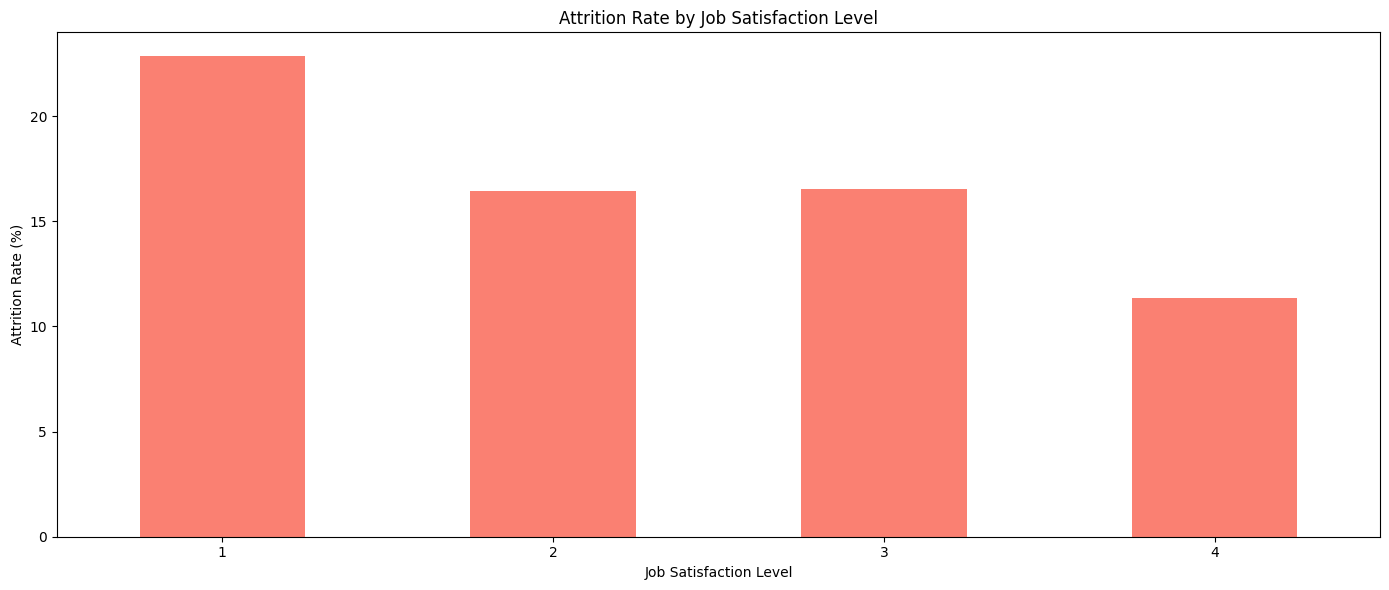 Attrition Rate by Job Satisfaction Level
Attrition Rate (%)
20
15
10
5
0
1 2 3 4
Job Satisfaction Level